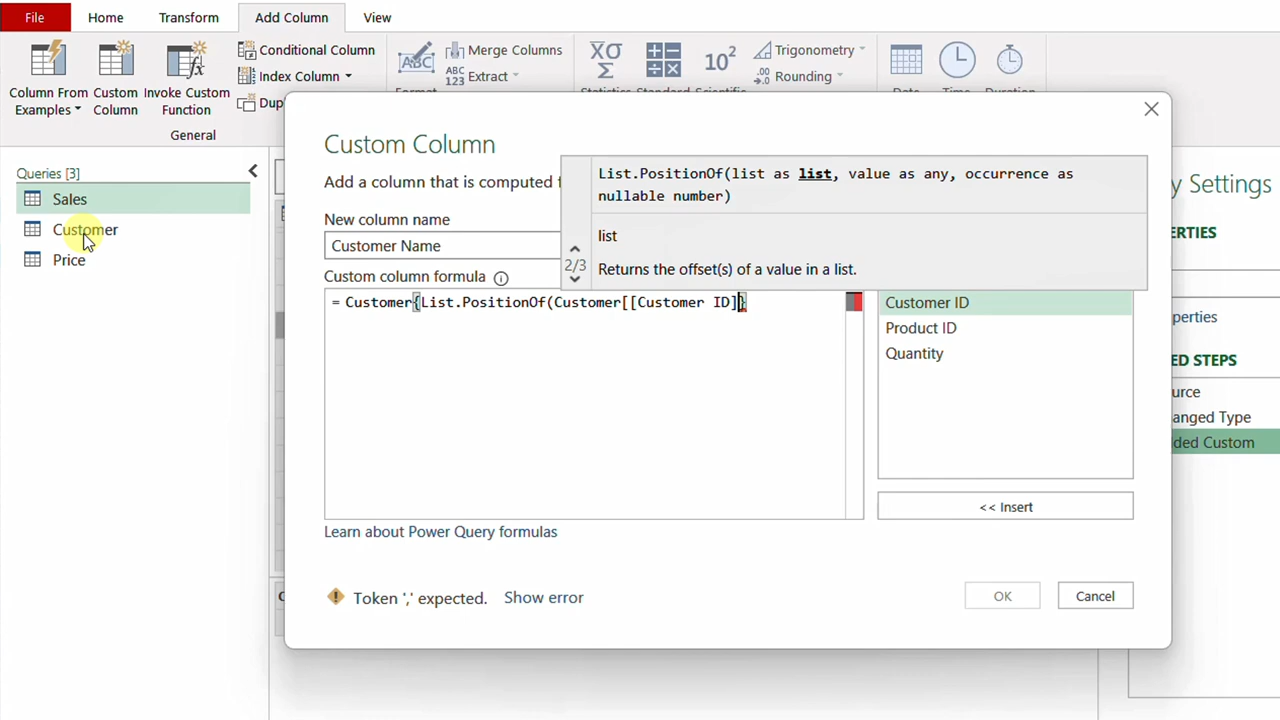 File Home Transform Add Column View
Column From Examples
Custom Column
Invoke Custom Function
Conditional Column
Index Column
General
ABC
Merge Columns
ABC 123 Extract
10² Trigonometry
.00 Rounding
Queries [3]
Sales
Customer
Price
Custom Column
Add a column that is computed
New column name
Customer Name
Custom column formula
= Customer{List.PositionOf(Customer[[Customer ID]}
List.PositionOf(list as list, value as any, occurrence as
nullable number)
list
2/3 Returns the offset(s) of a value in a list.
Customer ID
Product ID
Quantity
<< Insert
Learn about Power Query formulas
Token ',' expected. Show error
OK Cancel
y Settings
ERTIES
operties
ED STEPS
urce
anged Type
ded Custom